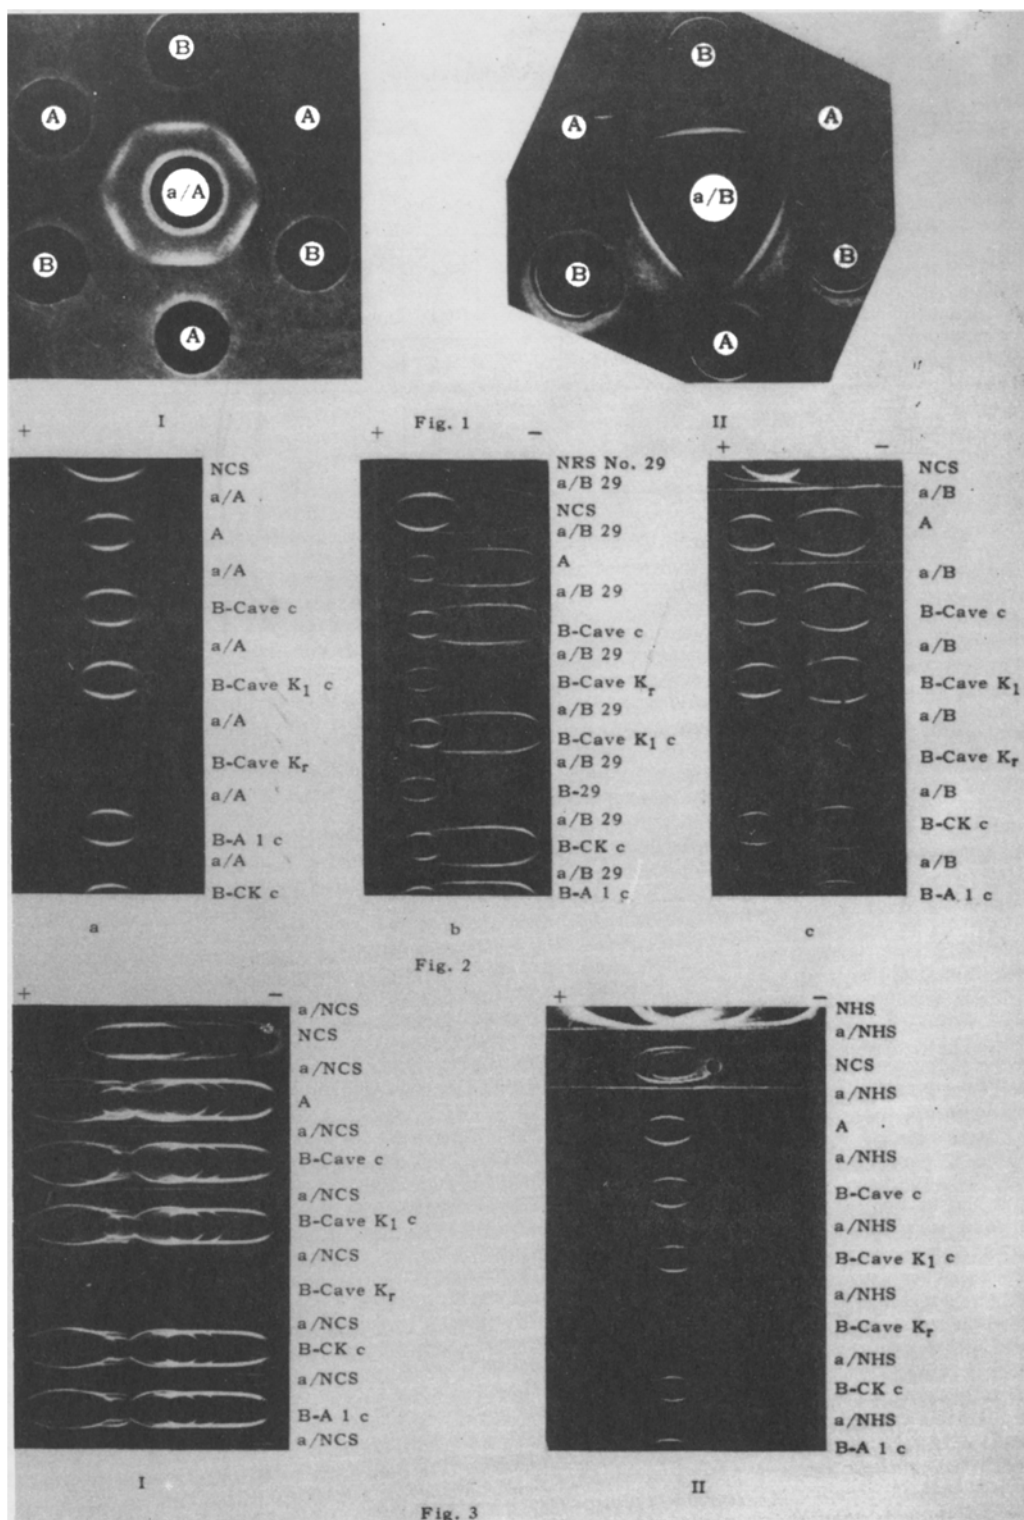 B
A
A
a/A
B
B
A
I
B
A
A
a/B
B
B
A
II
Fig. 1
+
NCS
a/A
A
a/A
B-Cave c
a/A
B-Cave K1 c
a/A
B-Cave Kr
a/A
B-A 1 c
a/A
B-CK c
a
+ −
NRS No. 29
a/B 29
NCS
a/B 29
A
a/B 29
B-Cave c
a/B 29
B-Cave Kr
a/B 29
B-Cave K1 c
a/B 29
B-29
a/B 29
B-CK c
a/B 29
B-A 1 c
b
+ −
NCS
a/B
A
a/B
B-Cave c
a/B
B-Cave K1
a/B
B-Cave Kr
a/B
B-CK c
a/B
B-A 1 c
c
Fig. 2
+ −
a/NCS
NCS
a/NCS
A
a/NCS
B-Cave c
a/NCS
B-Cave K1 c
a/NCS
B-Cave Kr
a/NCS
B-CK c
a/NCS
B-A 1 c
a/NCS
I
+ −
NHS
a/NHS
NCS
a/NHS
A
a/NHS
B-Cave c
a/NHS
B-Cave K1 c
a/NHS
B-Cave Kr
a/NHS
B-CK c
a/NHS
B-A 1 c
II
Fig. 3